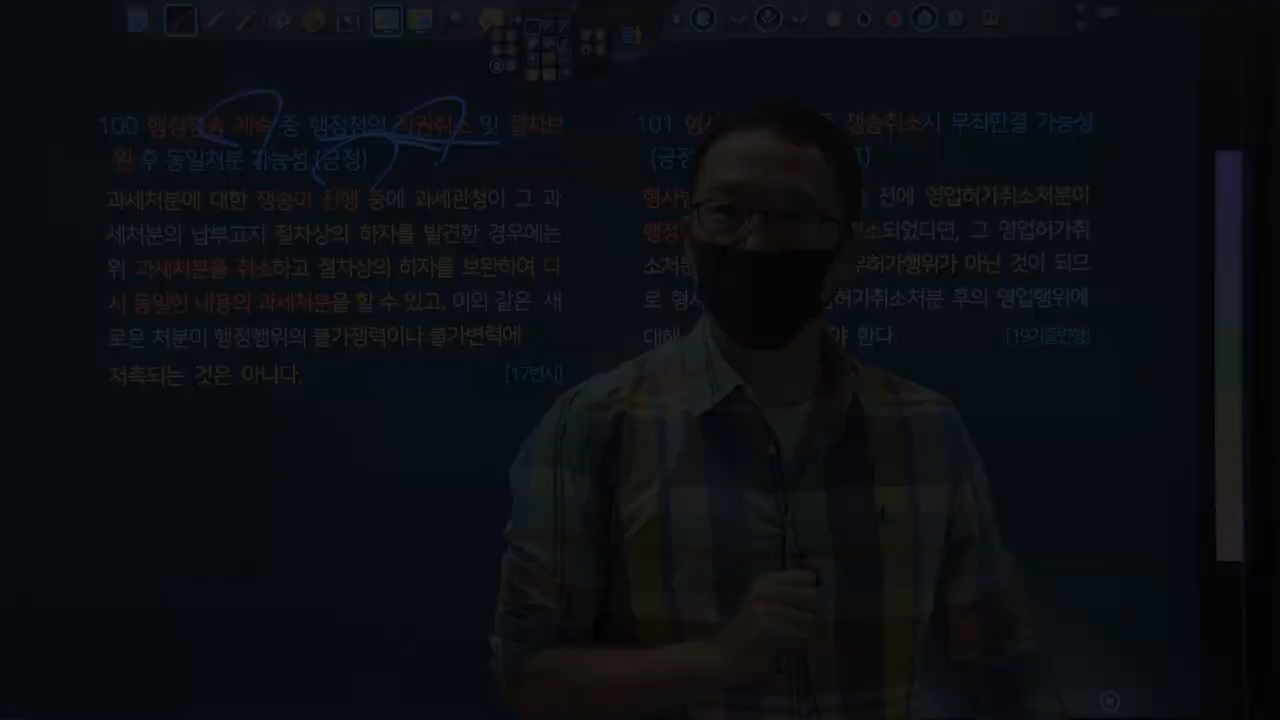 100 행정쟁송 계속 중 행정청의 직권취소 및 절차보
완 후 동일처분 가능성 (긍정)
과세처분에 대한 쟁송이 진행 중에 과세관청이 그 과
세처분의 납부고지 절차상의 하자를 발견한 경우에는
위 과세처분을 취소하고 절차상의 하자를 보완하여 다
시 동일한 내용의 과세처분을 할 수 있고, 이와 같은 새
로운 처분이 행정행위의 불가쟁력이나 불가변력에
저촉되는 것은 아니다. [17변시]
101 쟁송취소시 무죄판결 가능성
(긍정
전에 영업허가취소처분이
행정 되었다면, 그 영업허가취
소처분 무허가행위가 아닌 것이 되므
로 형사 허가취소처분 후의 영업행위에
대해 야 한다.